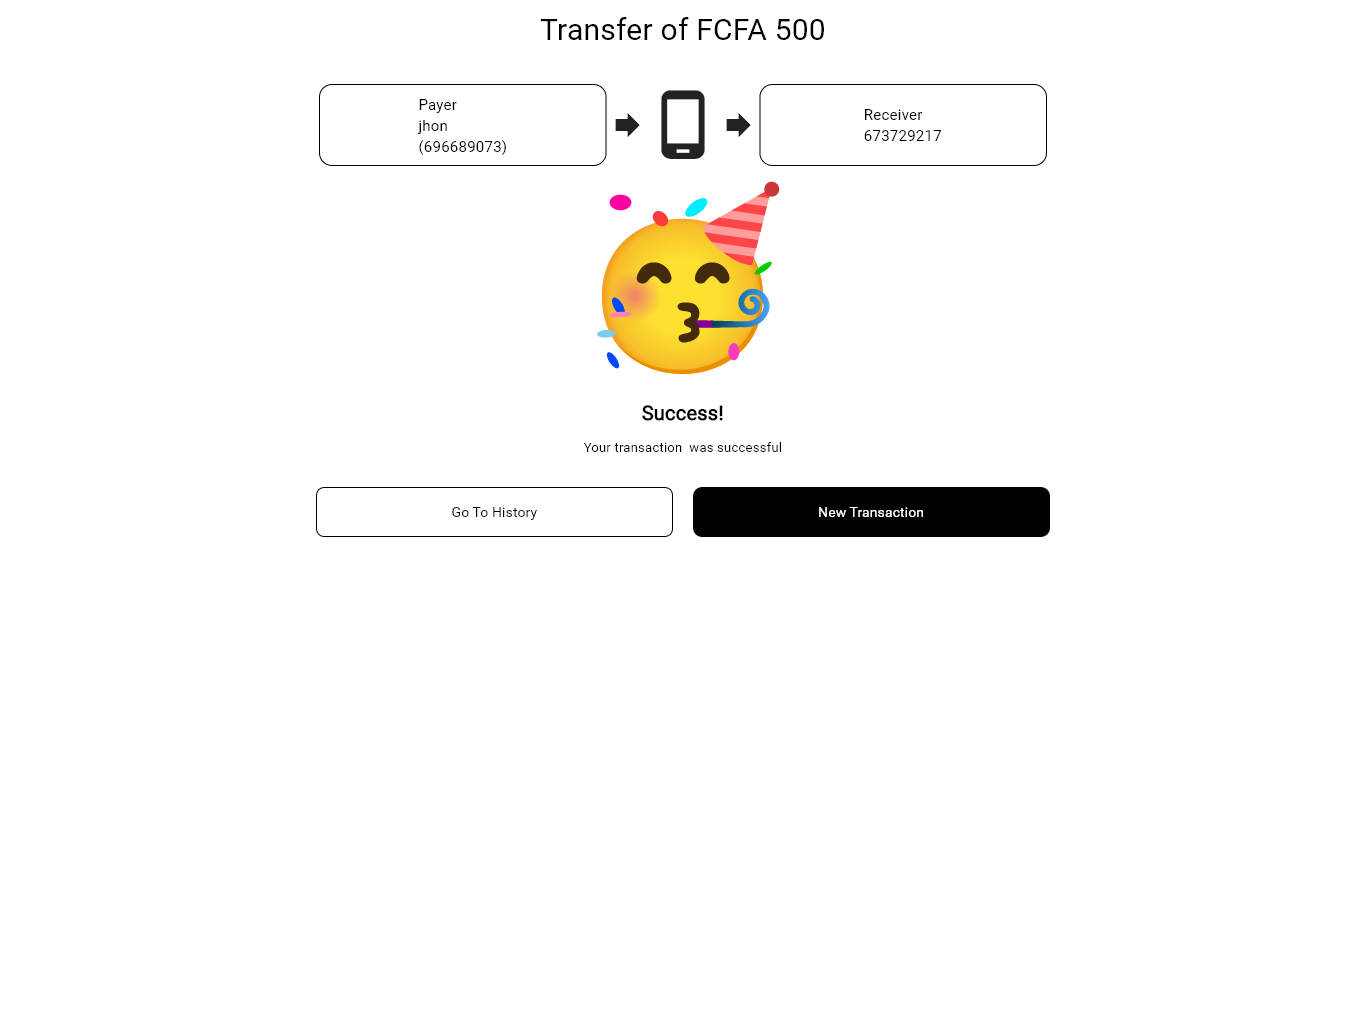 Transfer of FCFA 500
Payer
jhon
(696689073)
Receiver
673729217
Success!
Your transaction  was successful
Go To History
New Transaction